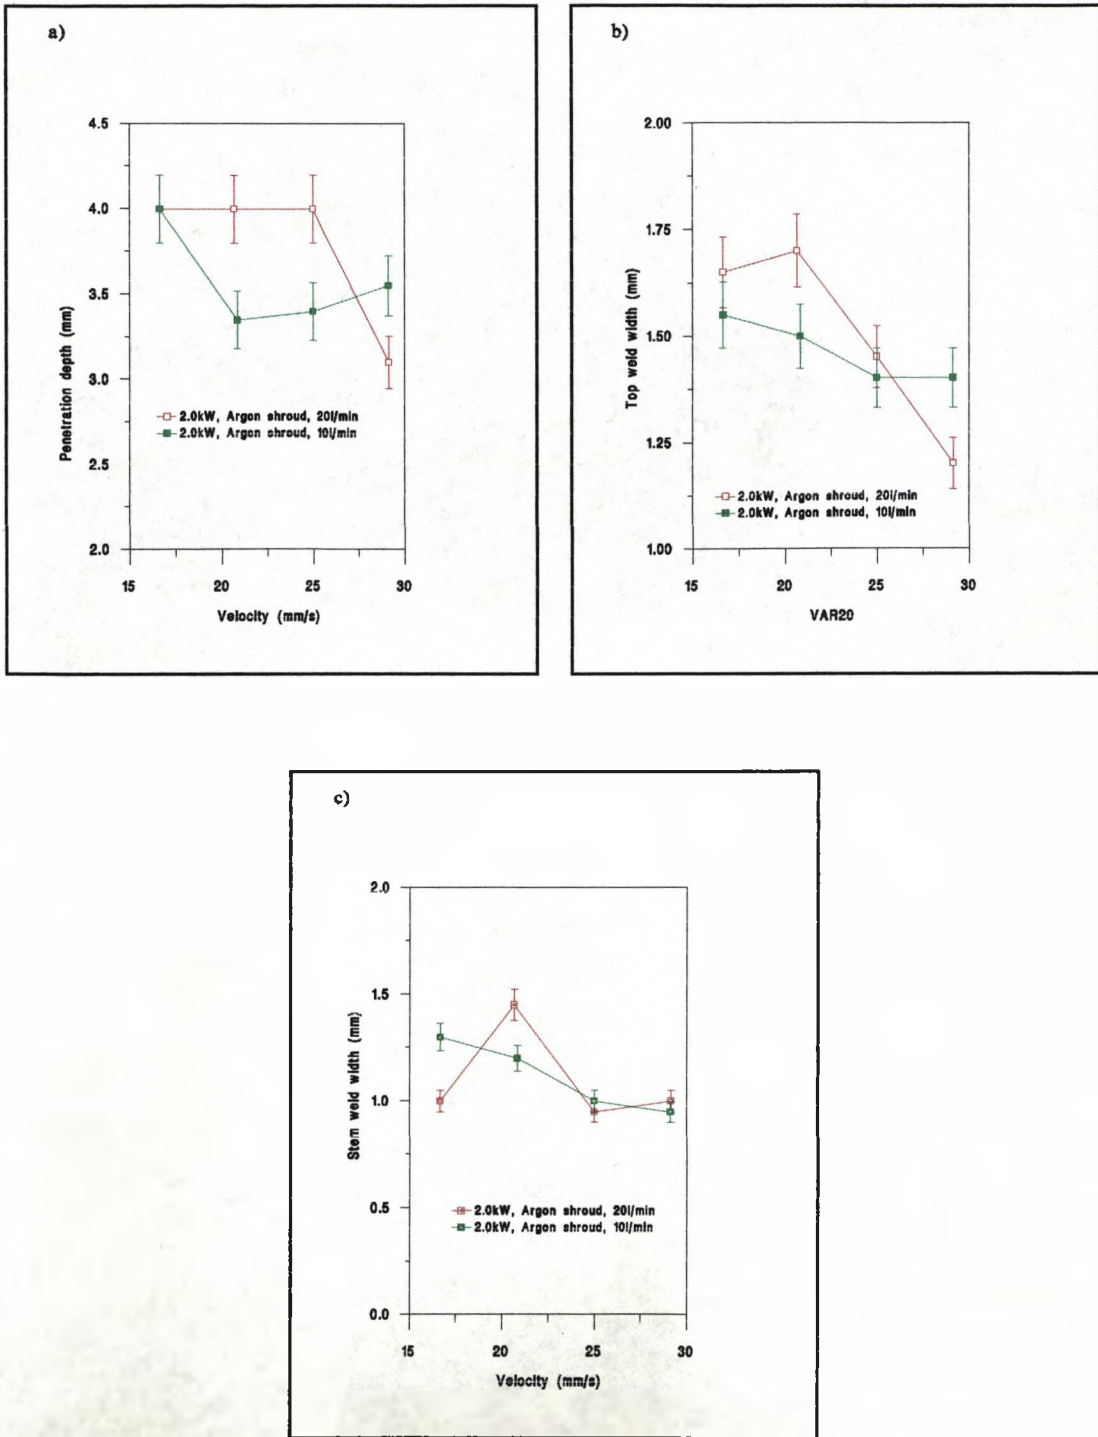 a)
4.5
4.0
3.5
3.0
2.5
2.0
Penetration depth (mm)
2.0kW, Argon shroud, 20l/min
2.0kW, Argon shroud, 10l/min
15 20 25 30
Velocity (mm/s)
b)
2.00
1.75
1.50
1.25
1.00
Top weld width (mm)
2.0kW, Argon shroud, 20l/min
2.0kW, Argon shroud, 10l/min
15 20 25 30
VAR20
c)
2.0
1.5
1.0
0.5
0.0
Stem weld width (mm)
2.0kW, Argon shroud, 20l/min
2.0kW, Argon shroud, 10l/min
15 20 25 30
Velocity (mm/s)